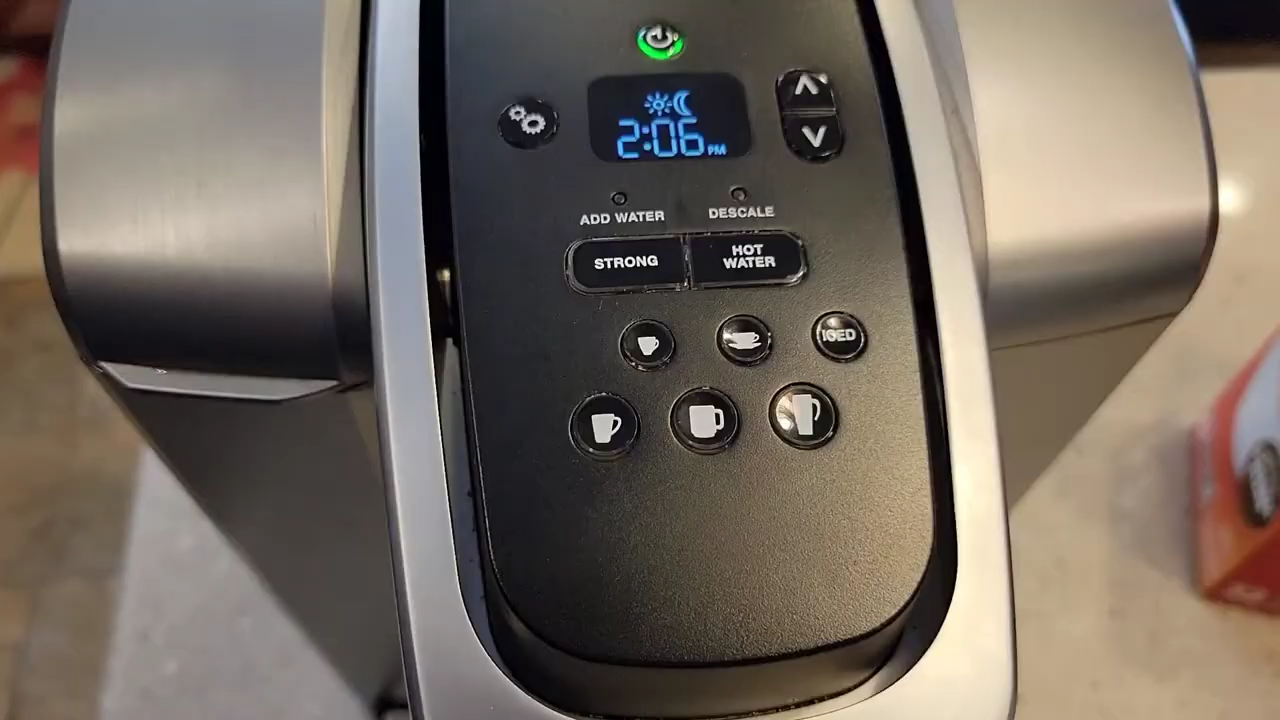 2:06 PM
ADD WATER
DESCALE
STRONG
HOT
WATER
ICED